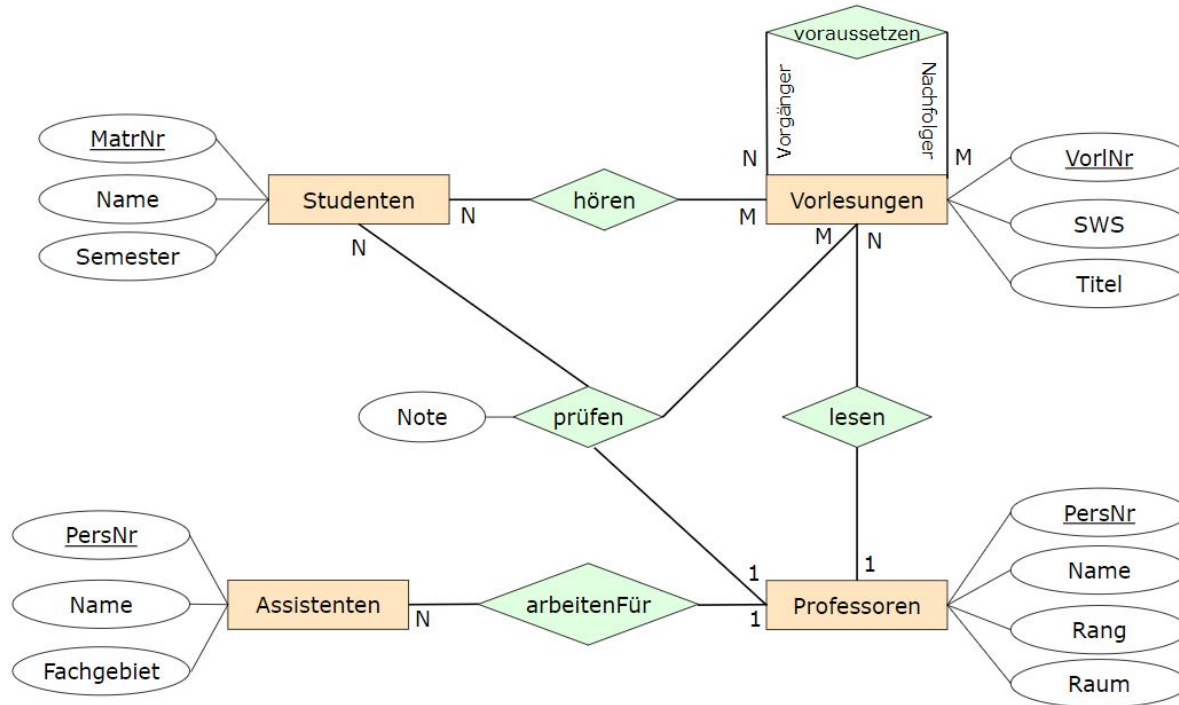 voraussetzen
Vorgänger
Nachfolger
N
M
MatrNr
Name
Semester
Studenten
N
hören
M
Vorlesungen
VorlNr
SWS
Titel
N
M
N
Note
prüfen
lesen
PersNr
Name
Fachgebiet
Assistenten
N
arbeitenFür
1
1
1
Professoren
PersNr
Name
Rang
Raum